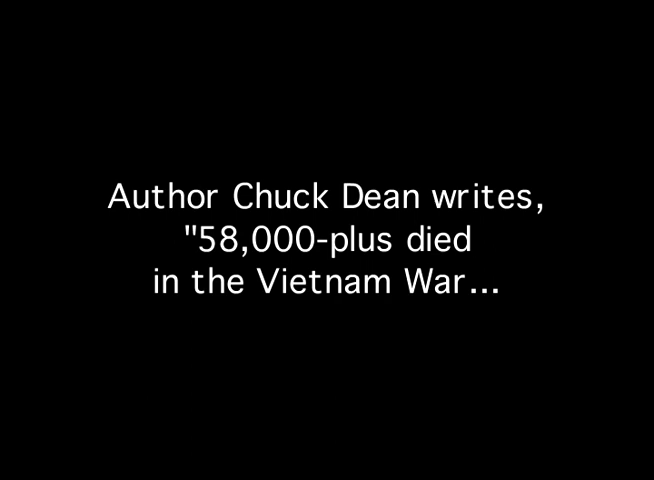 Author Chuck Dean writes,
"58,000-plus died
in the Vietnam War...